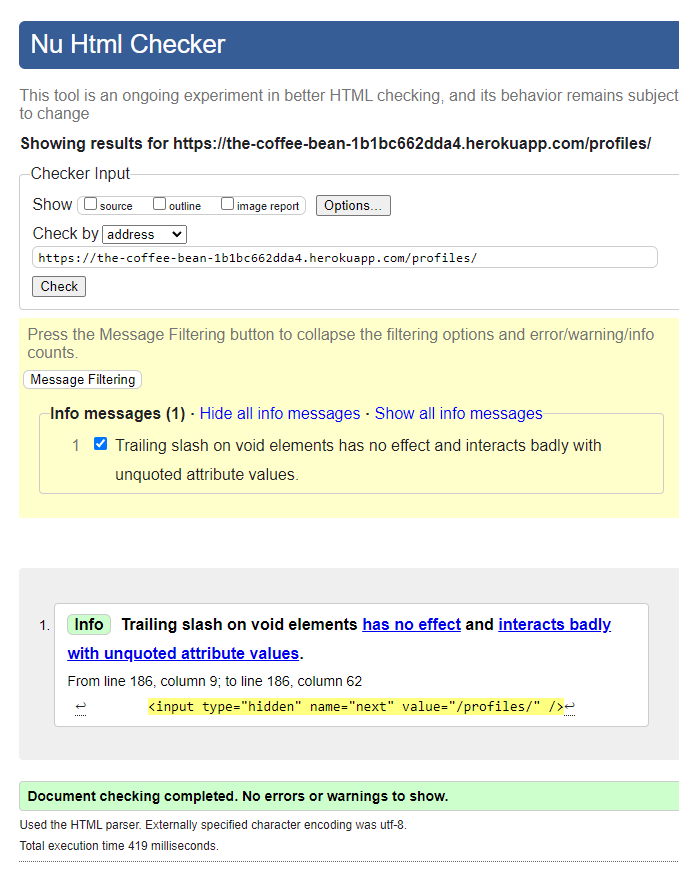 Nu Html Checker
This tool is an ongoing experiment in better HTML checking, and its behavior remains subject
to change
Showing results for https://the-coffee-bean-1b1bc662dda4.herokuapp.com/profiles/
Checker Input
Show source outline image report Options...
Check by address
https://the-coffee-bean-1b1bc662dda4.herokuapp.com/profiles/
Check
Press the Message Filtering button to collapse the filtering options and error/warning/info
counts.
Message Filtering
Info messages (1) · Hide all info messages · Show all info messages
1 Trailing slash on void elements has no effect and interacts badly with
unquoted attribute values.
1. Info Trailing slash on void elements has no effect and interacts badly
with unquoted attribute values.
From line 186, column 9; to line 186, column 62
↩ <input type="hidden" name="next" value="/profiles/" />↩
Document checking completed. No errors or warnings to show.
Used the HTML parser. Externally specified character encoding was utf-8.
Total execution time 419 milliseconds.